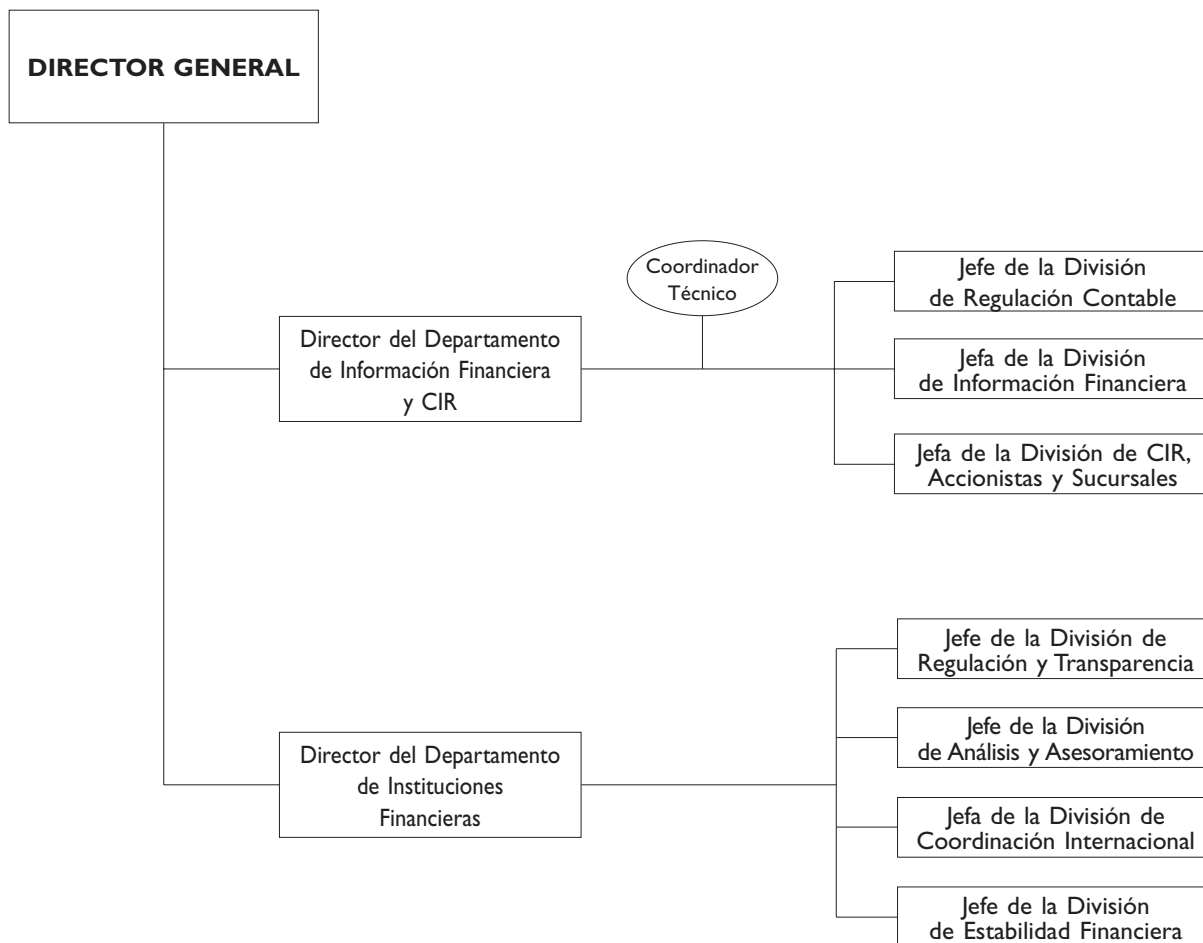 DIRECTOR GENERAL
Coordinador
Técnico
Jefe de la División
de Regulación Contable
Director del Departamento
de Información Financiera
y CIR
Jefa de la División
de Información Financiera
Jefa de la División de CIR,
Accionistas y Sucursales
Jefe de la División de
Regulación y Transparencia
Director del Departamento
de Instituciones
Financieras
Jefe de la División
de Análisis y Asesoramiento
Jefa de la División de
Coordinación Internacional
Jefe de la División
de Estabilidad Financiera